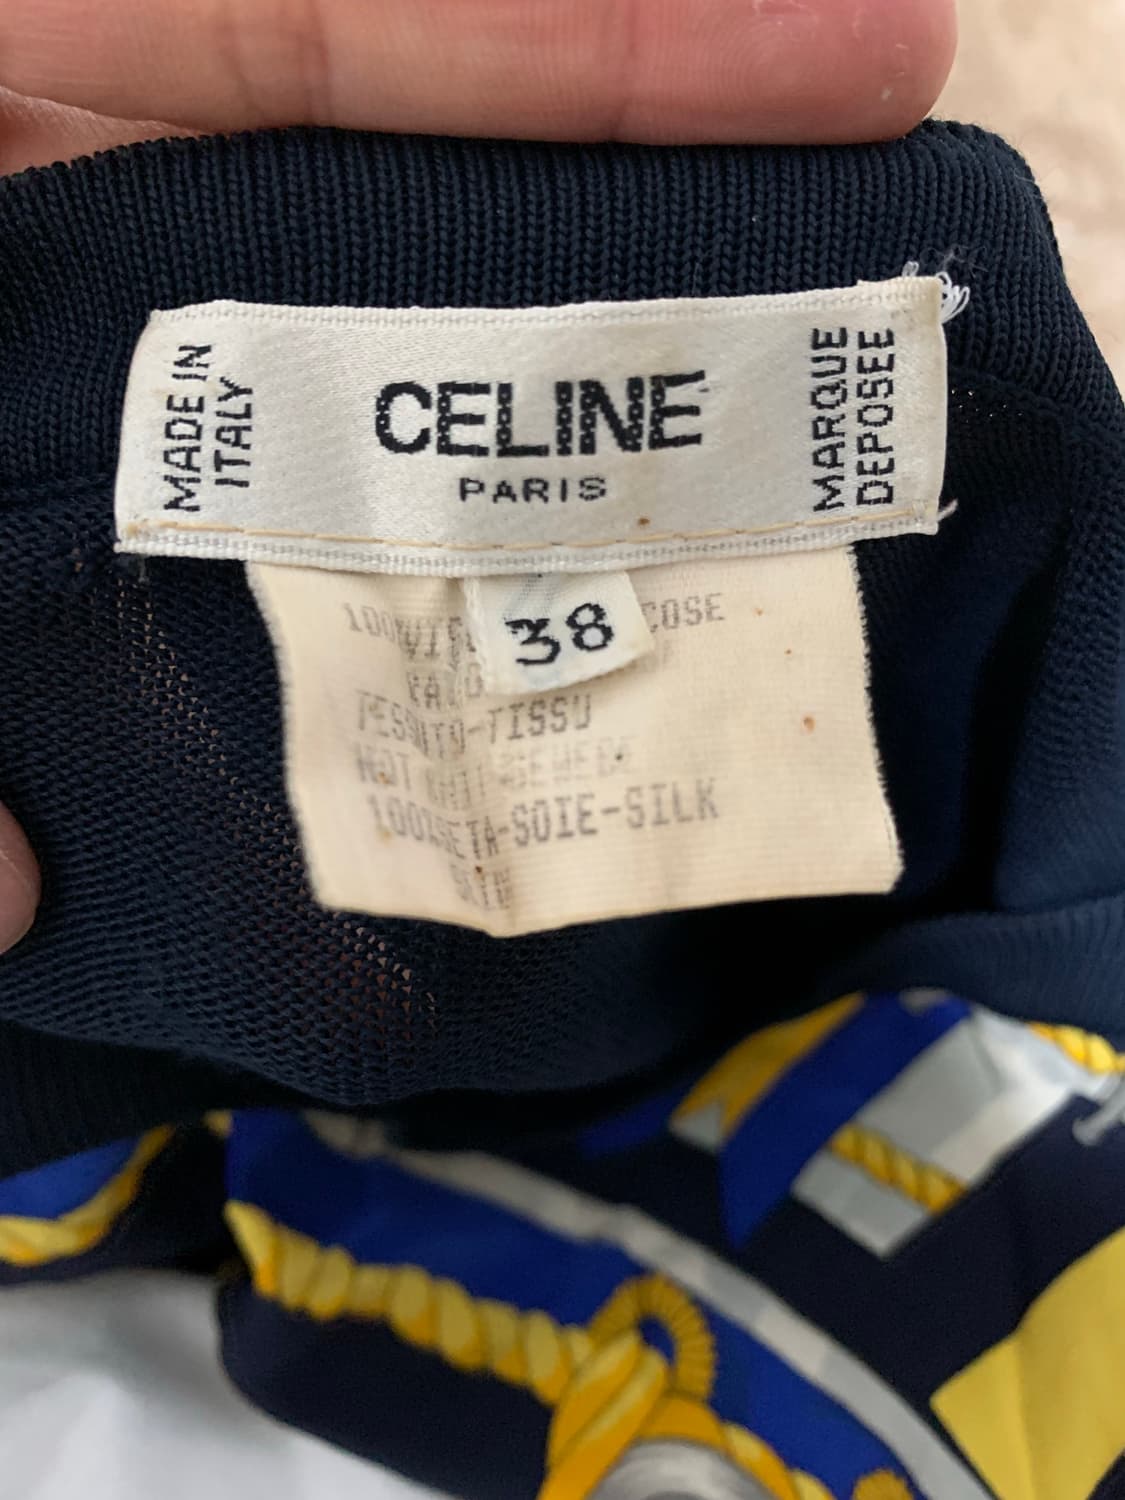 MADE IN
ITALY
CELINE
PARIS
MARQUE
DEPOSEE
38
TESSUTO-TISSU
100%SETA-SOIE-SILK